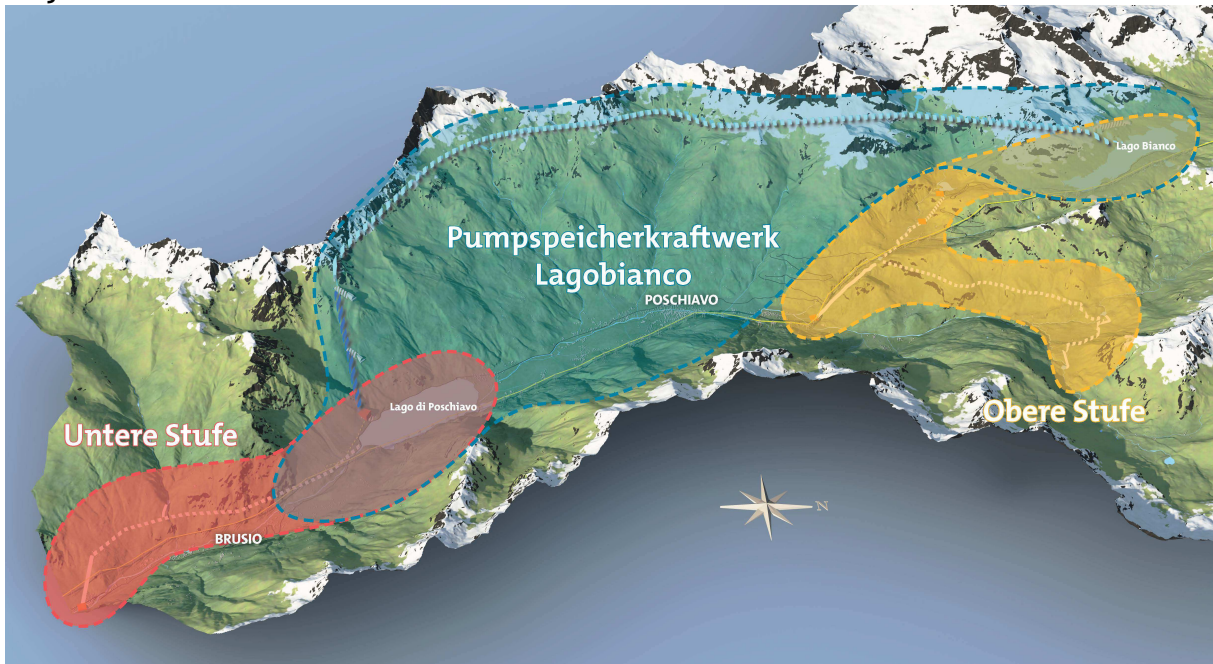 Lago Bianco
Pumpspeicherkraftwerk
Lagobianco
POSCHIAVO
Lago di Poschiavo
Obere Stufe
Untere Stufe
N
BRUSIO